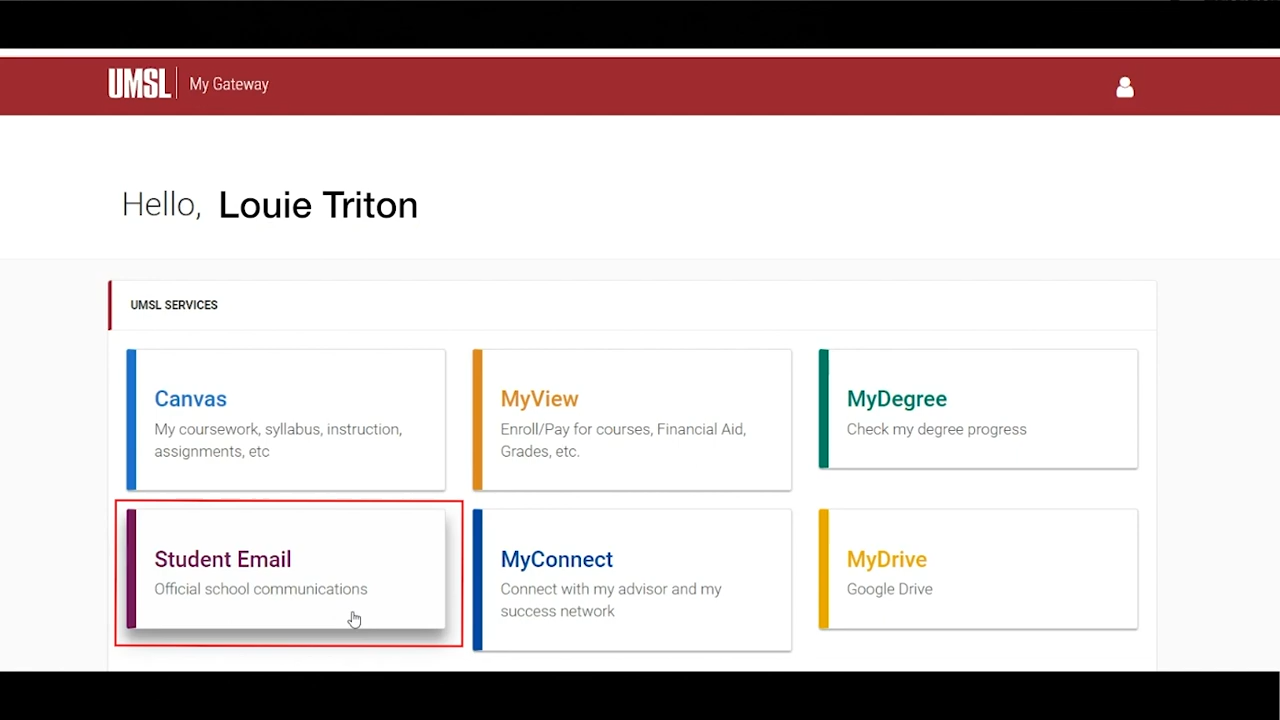 UMSL My Gateway
Hello, Louie Triton
UMSL SERVICES
Canvas
My coursework, syllabus, instruction,
assignments, etc
MyView
Enroll/Pay for courses, Financial Aid,
Grades, etc.
MyDegree
Check my degree progress
Student Email
Official school communications
MyConnect
Connect with my advisor and my
success network
MyDrive
Google Drive